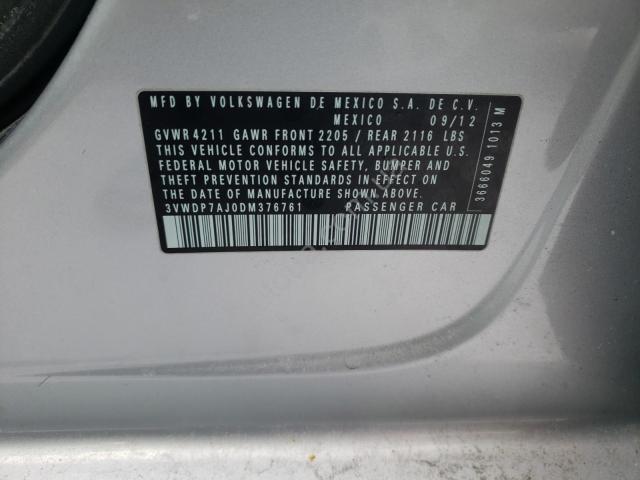 MFD BY VOLKSWAGEN DE MEXICO S.A. DE C.V.
MEXICO 09/12
GVWR 4211 GAWR FRONT 2205 / REAR 2116 LBS
THIS VEHICLE CONFORMS TO ALL APPLICABLE U.S.
FEDERAL MOTOR VEHICLE SAFETY, BUMPER AND
THEFT PREVENTION STANDARDS IN EFFECT ON
THE DATE OF MANUFACTURE SHOWN ABOVE.
3VWDP7AJ0DM376761 PASSENGER CAR
3666049 1013 M